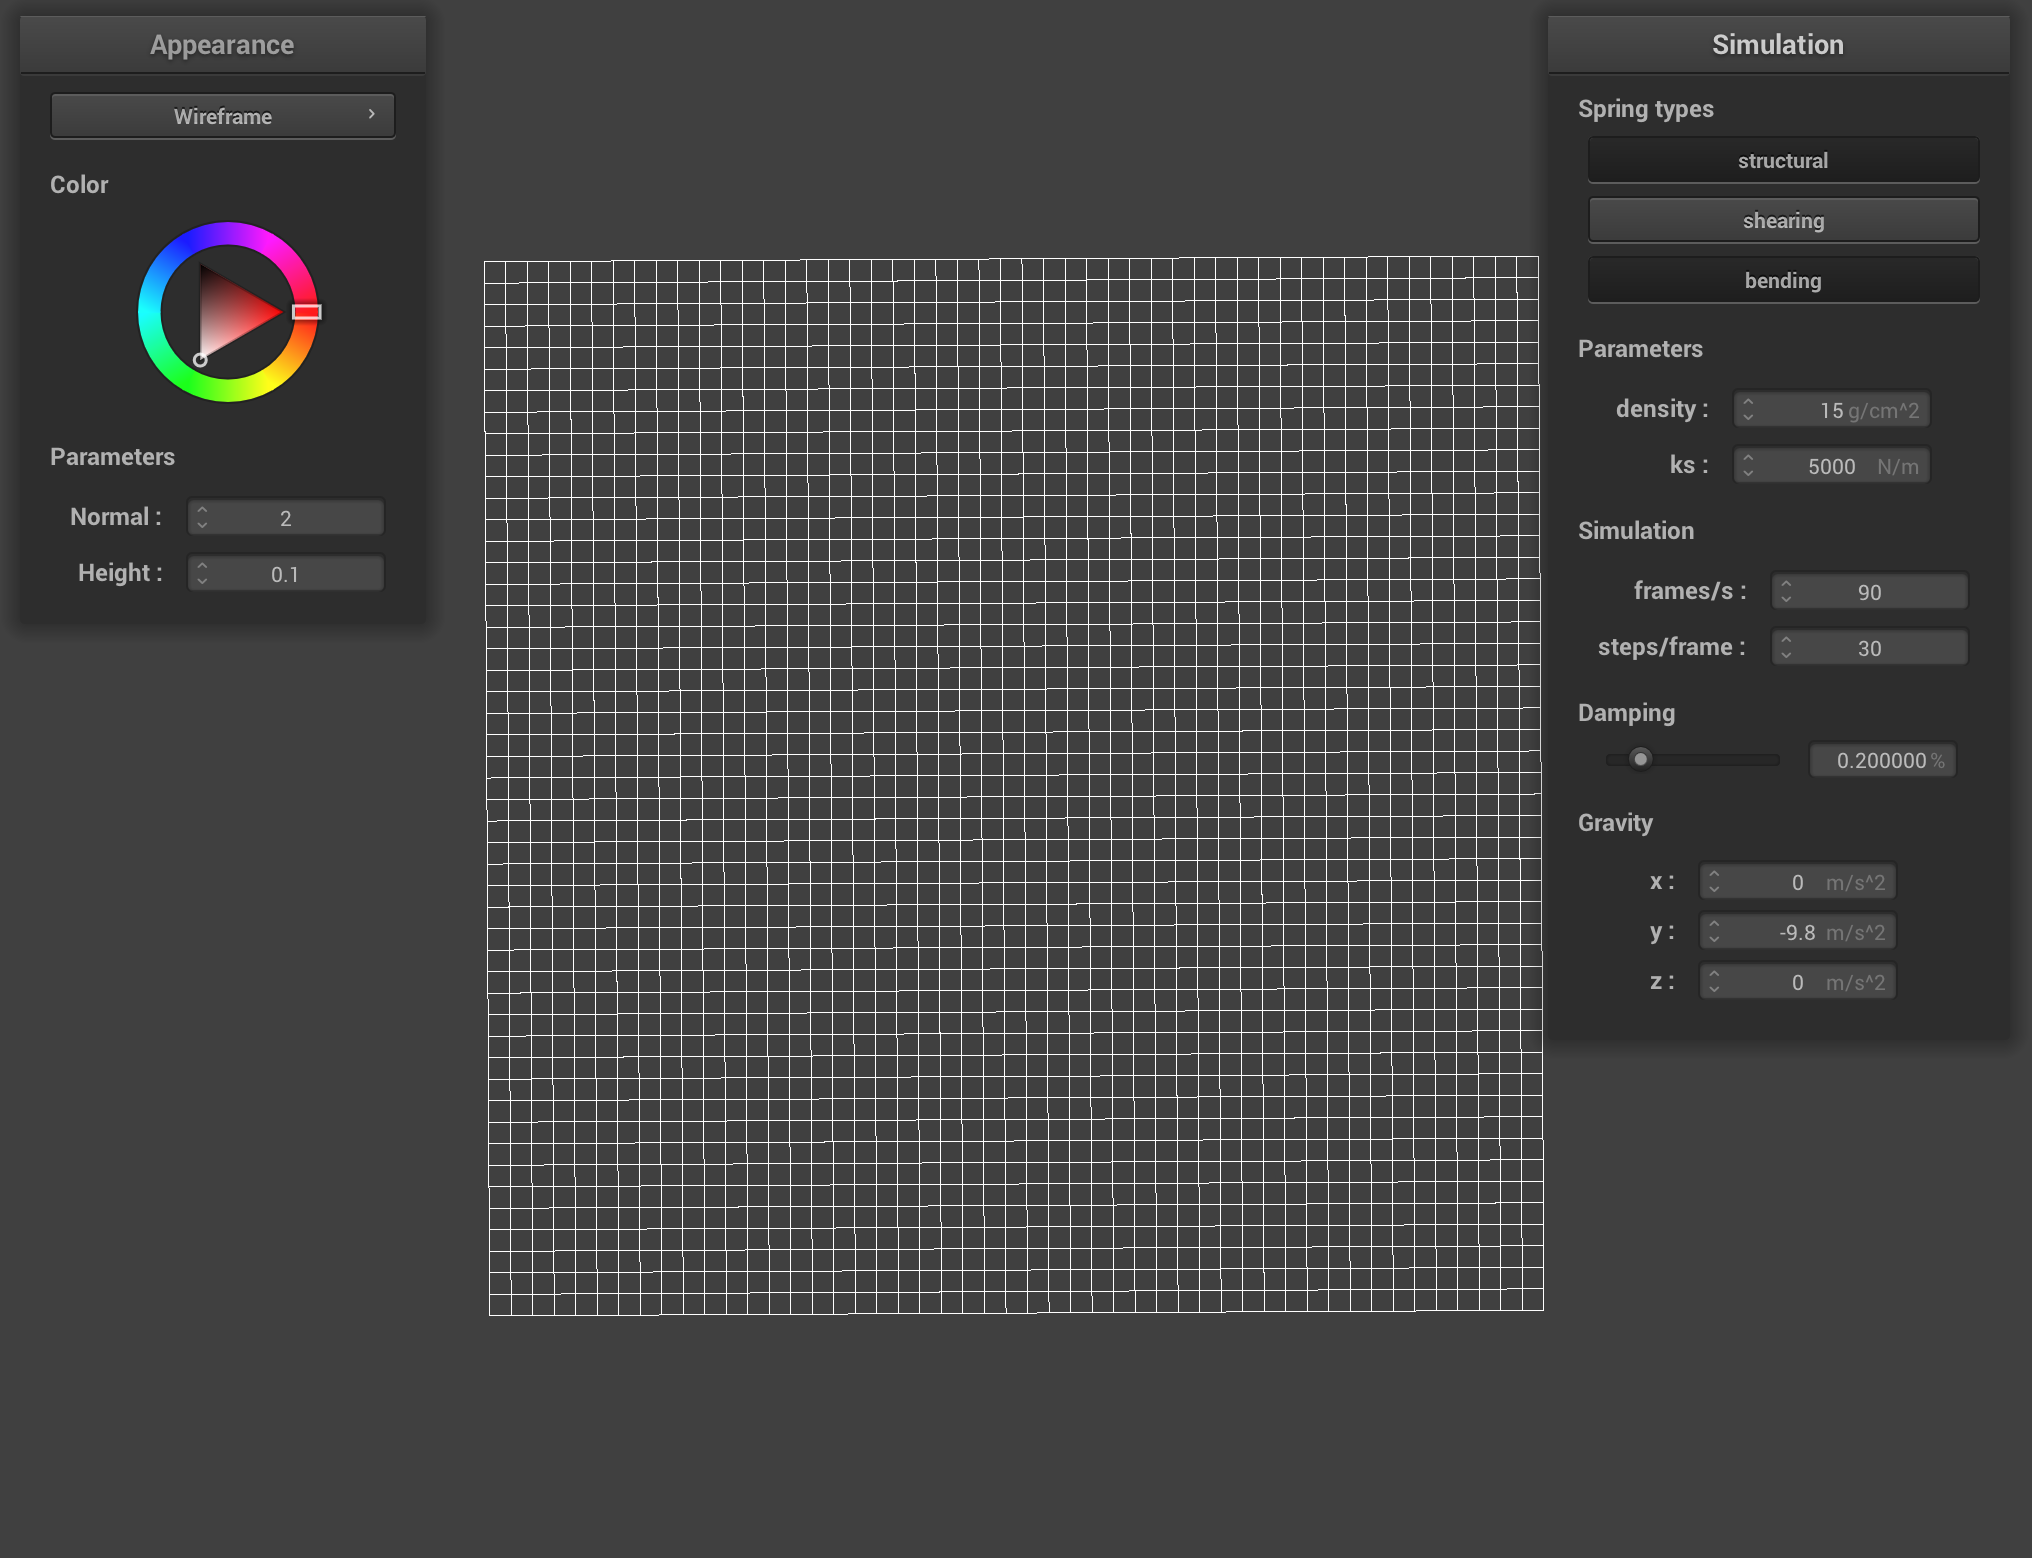 Appearance
Wireframe
Color
Parameters
Normal : 2
Height : 0.1
Simulation
Spring types
structural
shearing
bending
Parameters
density : 15 g/cm^2
ks : 5000 N/m
Simulation
frames/s : 90
steps/frame : 30
Damping
0.200000 %
Gravity
x : 0 m/s^2
y : -9.8 m/s^2
z : 0 m/s^2